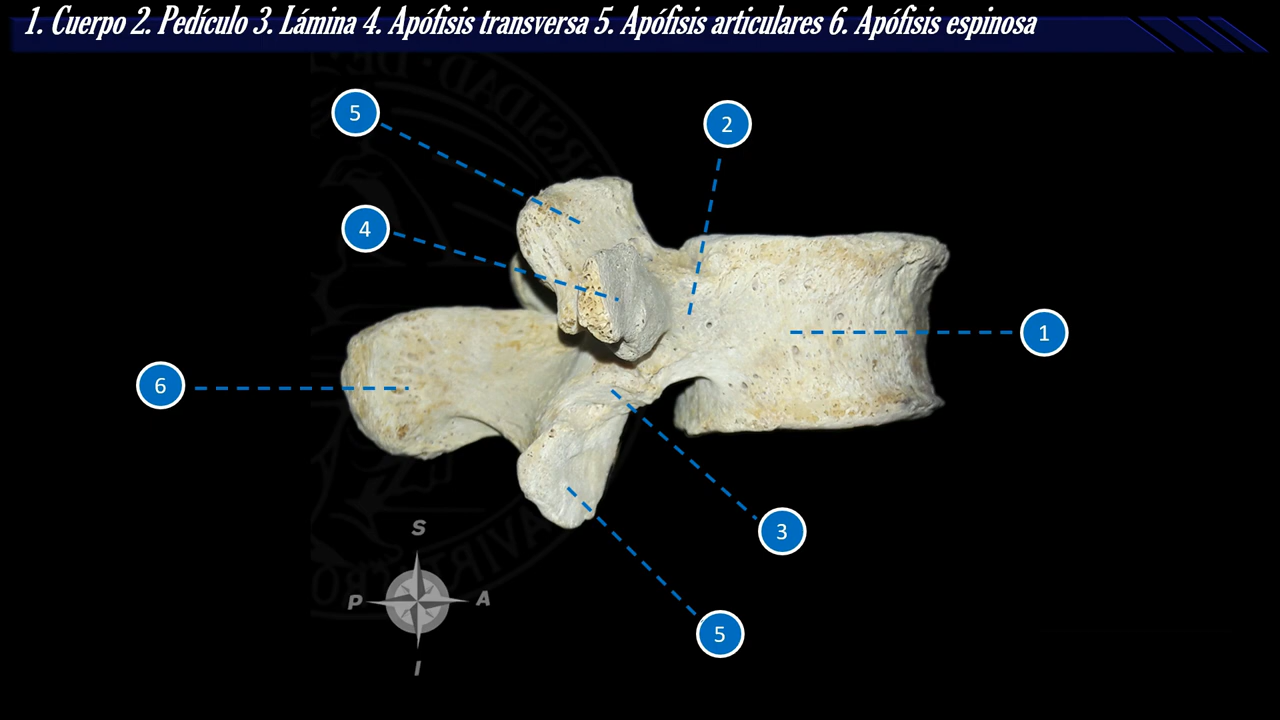 1. Cuerpo 2. Pedículo 3. Lámina 4. Apófisis transversa 5. Apófisis articulares 6. Apófisis espinosa
5
2
4
1
6
3
5
S
P A
I